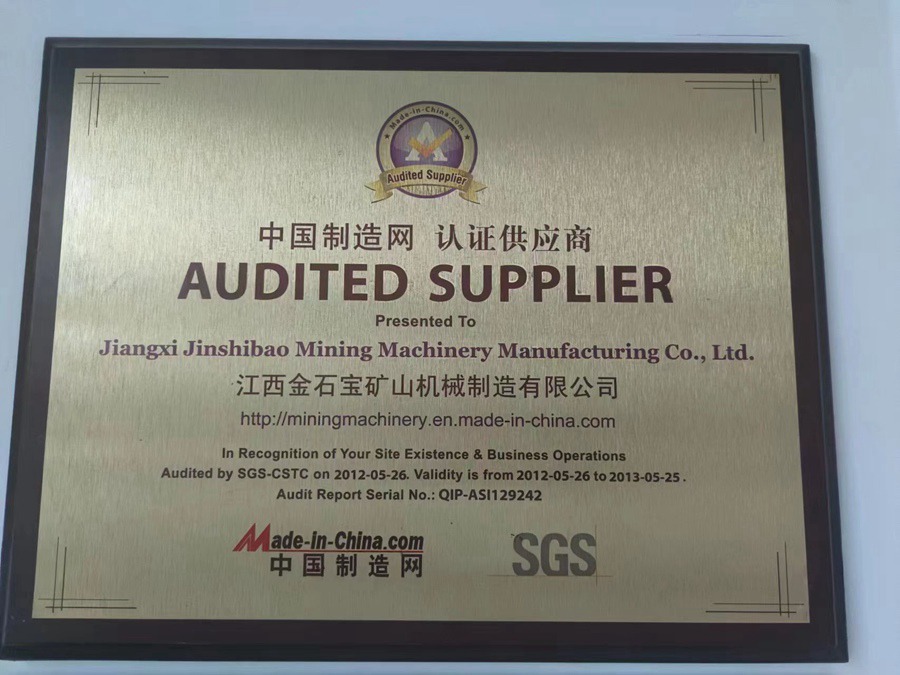 Made-in-China.com
Audited Supplier
中国制造网 认证供应商
AUDITED SUPPLIER
Presented To
Jiangxi Jinshibao Mining Machinery Manufacturing Co., Ltd.
江西金石宝矿山机械制造有限公司
http://miningmachinery.en.made-in-china.com
In Recognition of Your Site Existence & Business Operations
Audited by SGS-CSTC on 2012-05-26. Validity is from 2012-05-26 to 2013-05-25.
Audit Report Serial No.: QIP-ASI129242
Made-in-China.com
中国制造网
SGS